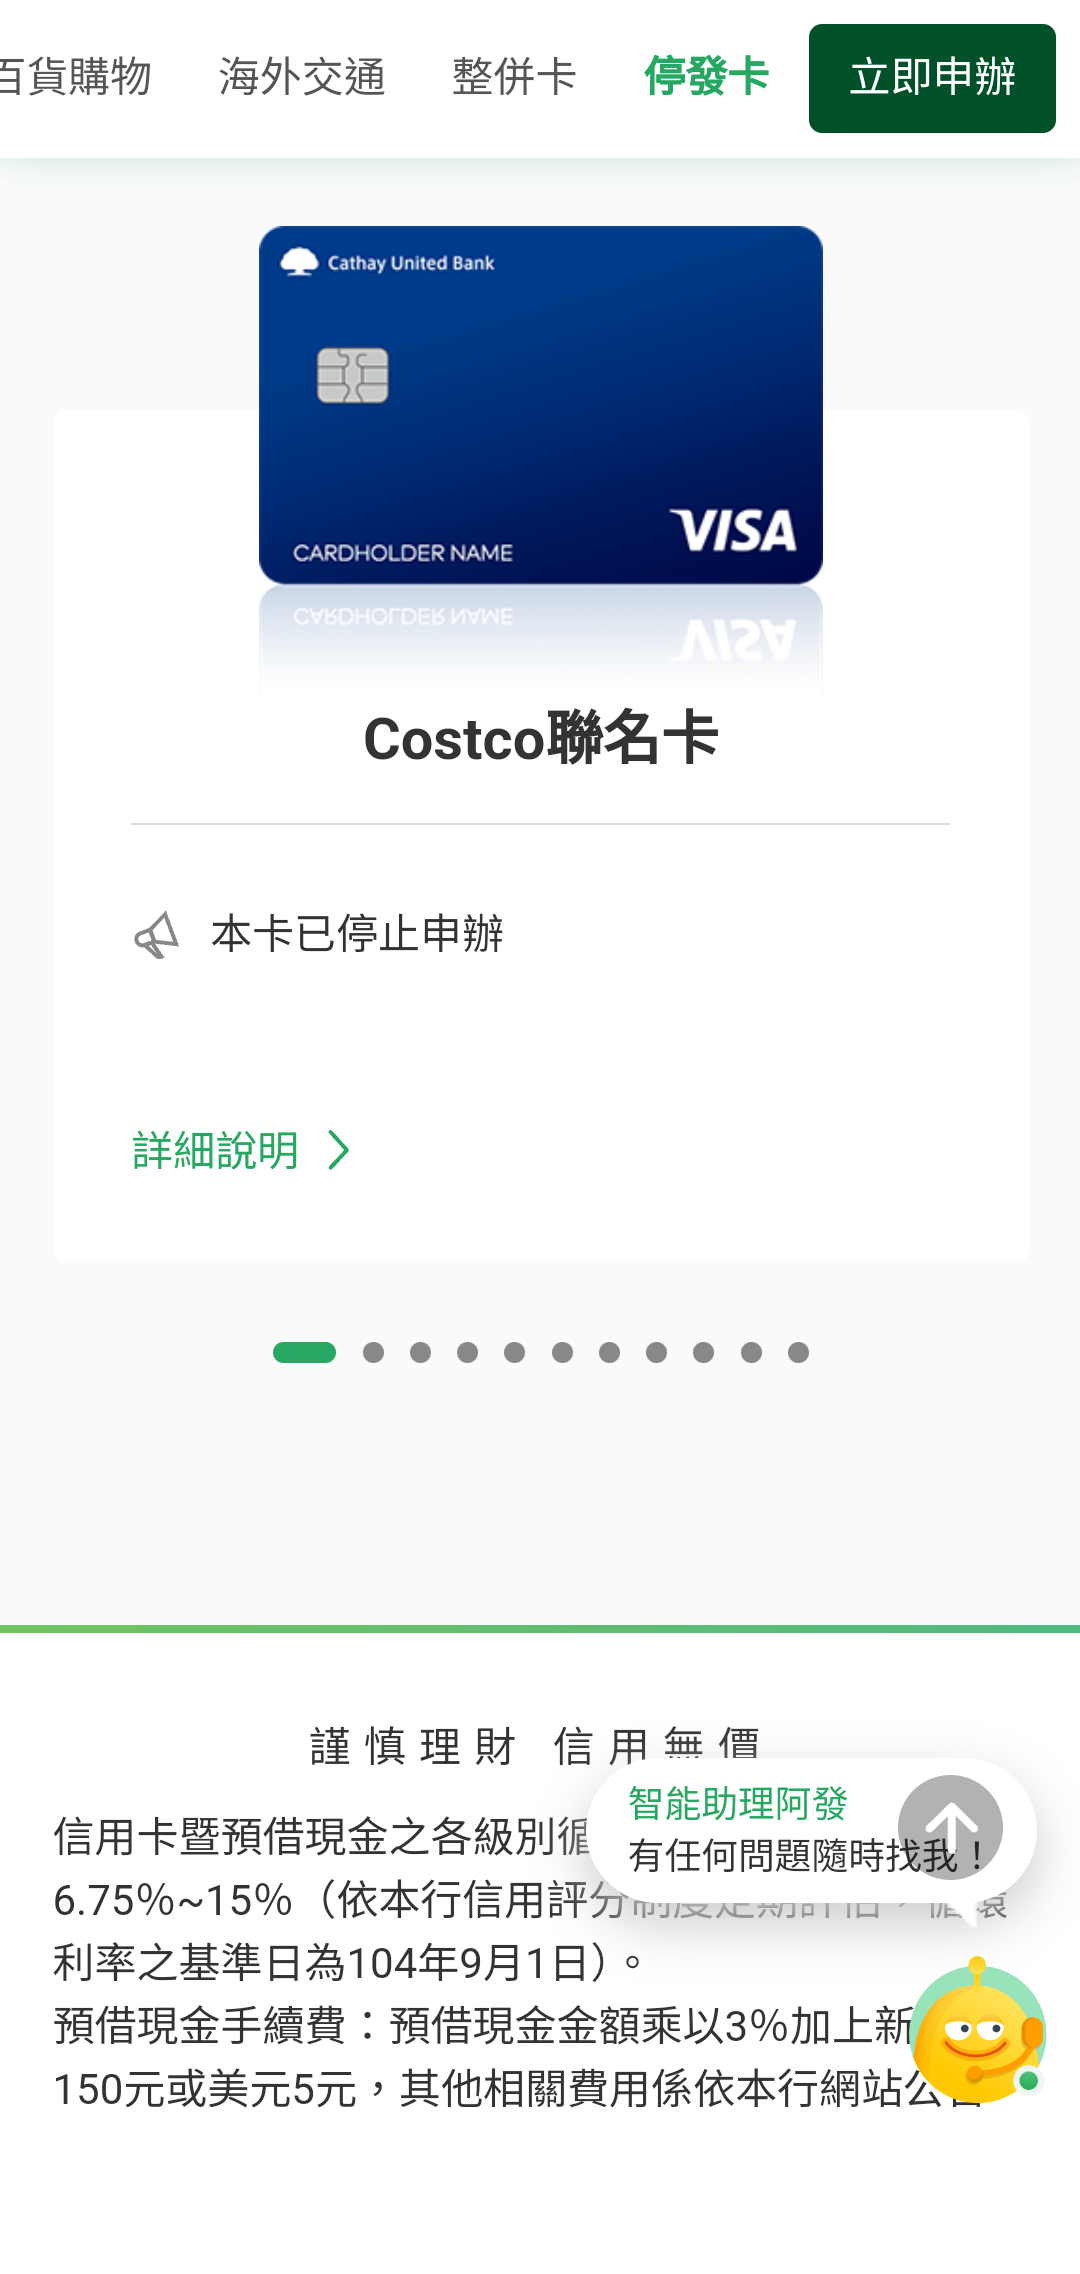 百貨購物 海外交通 整併卡 停發卡 立即申辦
Cathay United Bank
VISA
CARDHOLDER NAME
Costco聯名卡
本卡已停止申辦
詳細說明
謹慎理財 信用無價
信用卡暨預借現金之各級別循
智能助理阿發
有任何問題隨時找我！
6.75%~15%（依本行信用評分制度定期評估，循環
利率之基準日為104年9月1日）。
預借現金手續費：預借現金金額乘以3%加上新
150元或美元5元，其他相關費用係依本行網站公告